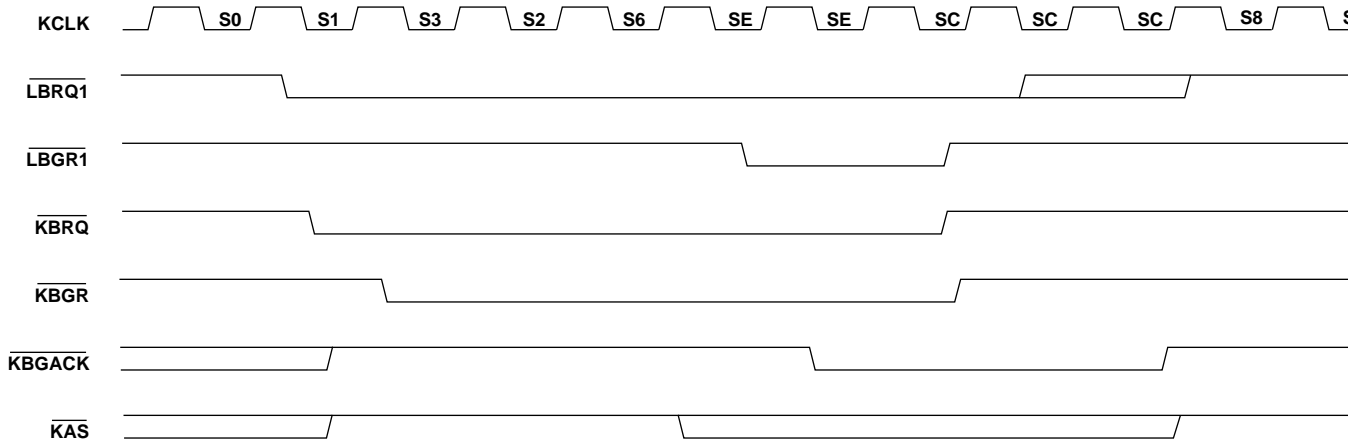 KCLK S0 S1 S3 S2 S6 SE SE SC SC SC S8 S
LBRQ1
LBGR1
KBRQ
KBGR
KBGACK
KAS